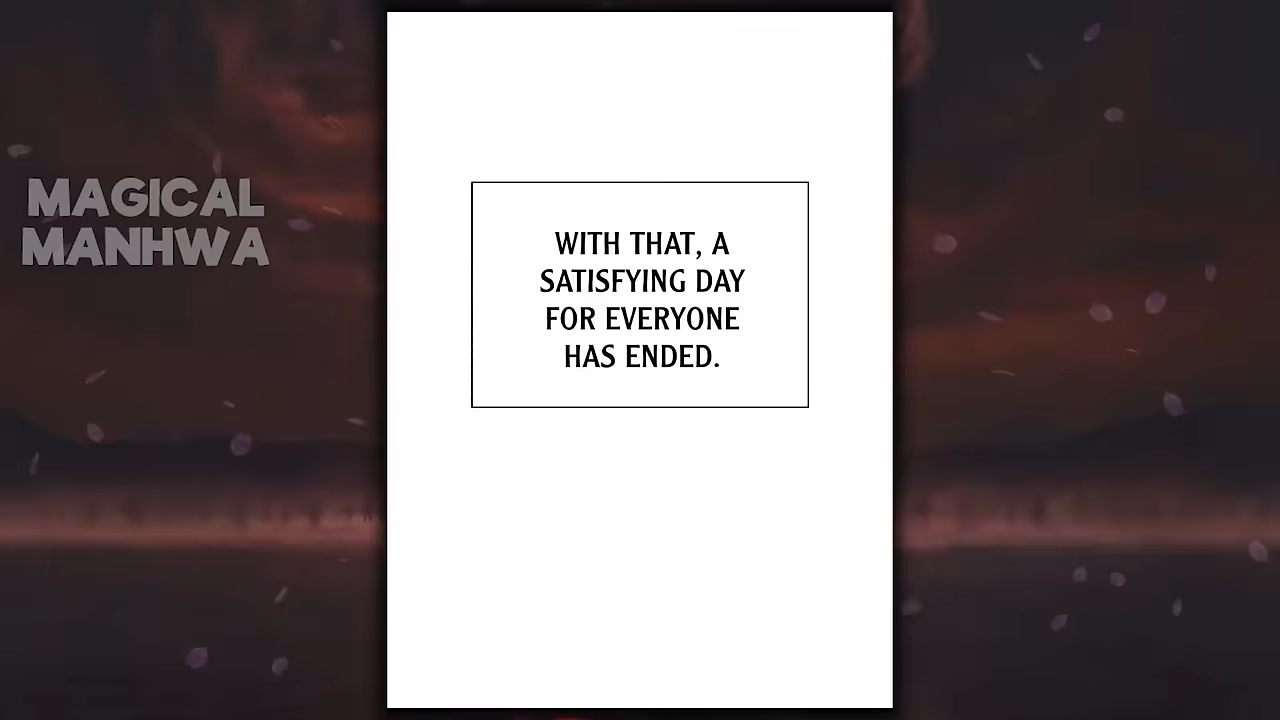 MAGICAL
MANHWA
WITH THAT, A
SATISFYING DAY
FOR EVERYONE
HAS ENDED.